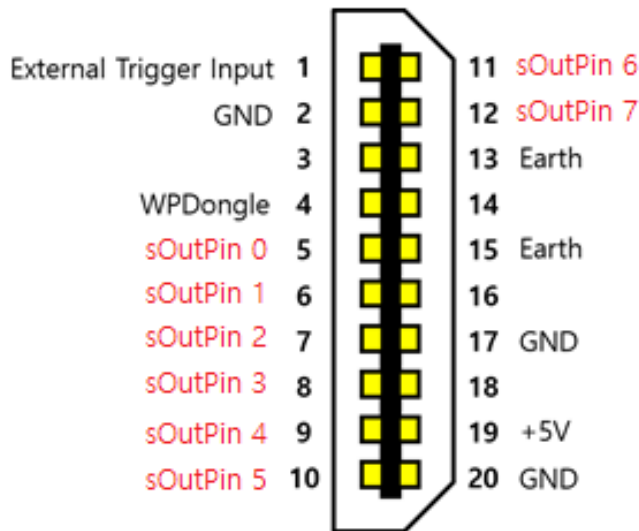 External Trigger Input 1
GND 2
3
WPDongle 4
sOutPin 0 5
sOutPin 1 6
sOutPin 2 7
sOutPin 3 8
sOutPin 4 9
sOutPin 5 10
11 sOutPin 6
12 sOutPin 7
13 Earth
14
15 Earth
16
17 GND
18
19 +5V
20 GND